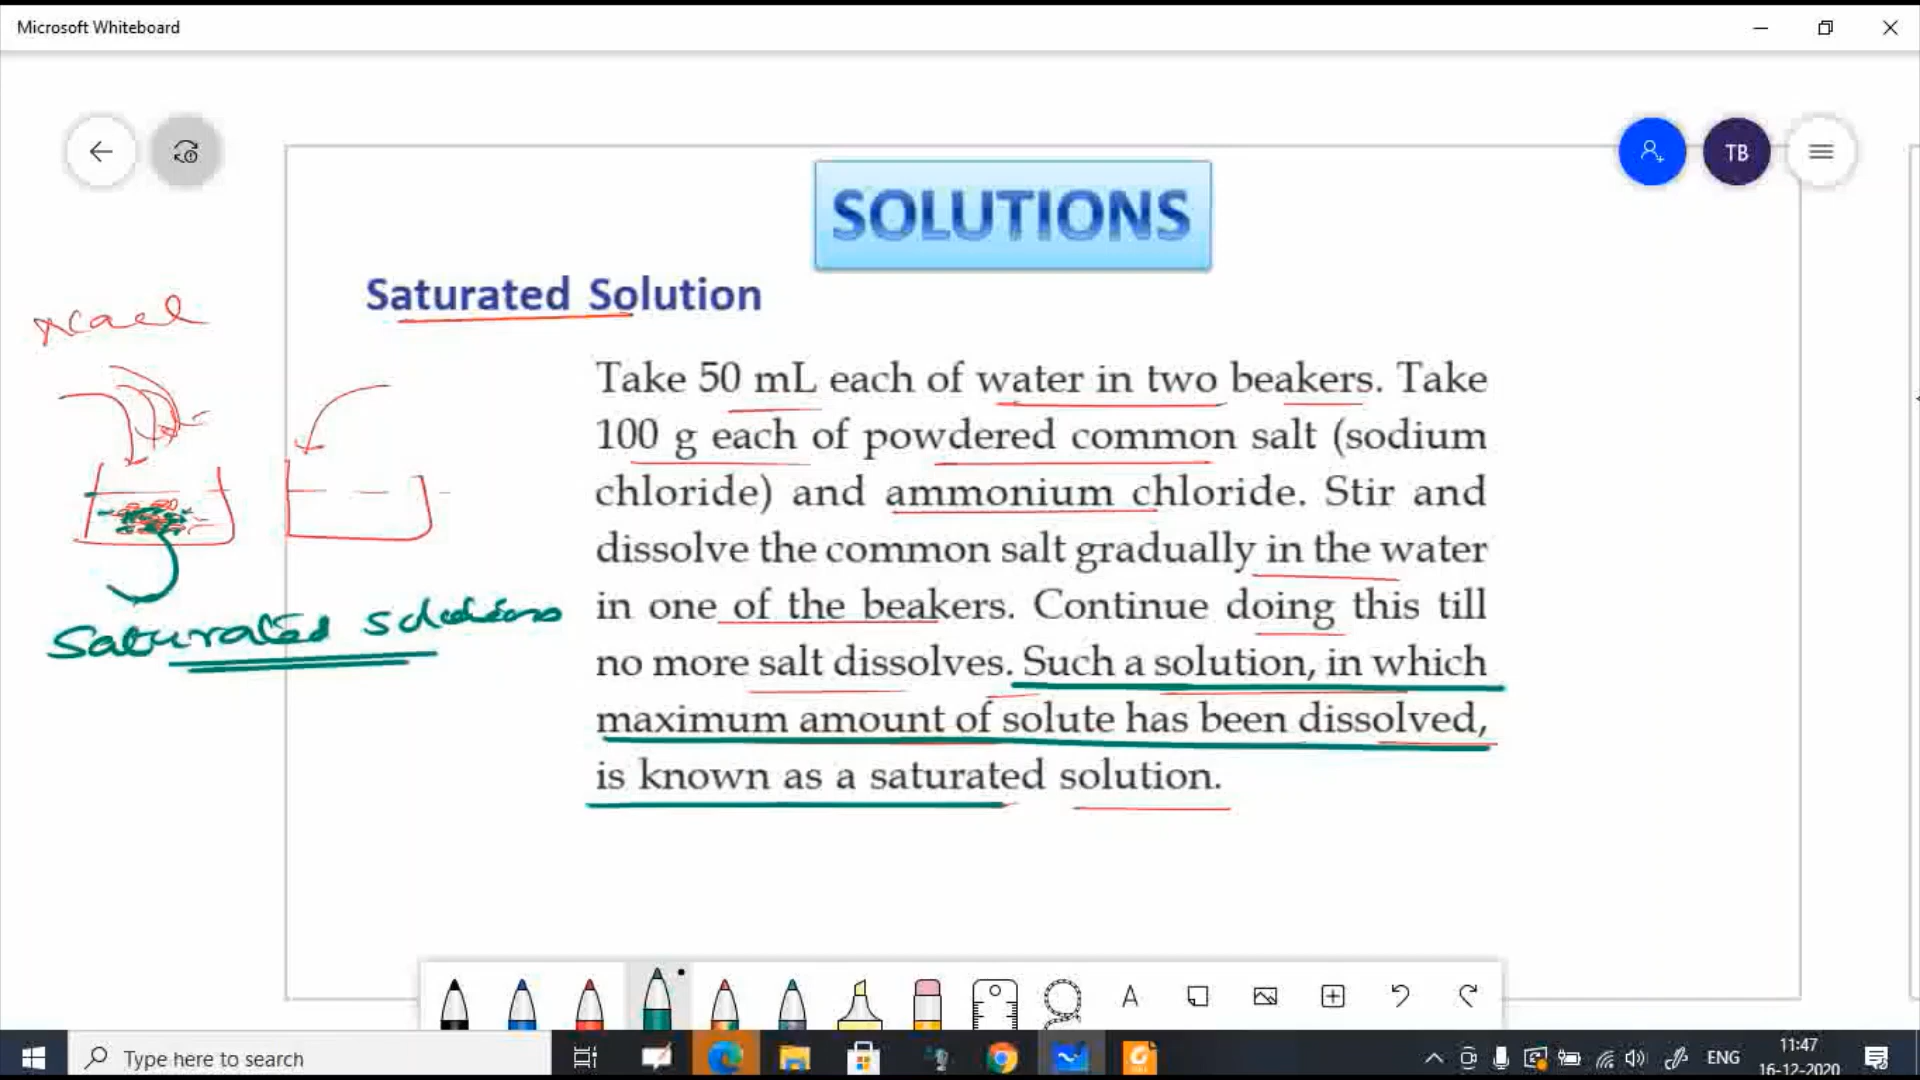 Microsoft Whiteboard
TB
SOLUTIONS
Saturated Solution
Nacl
Take 50 mL each of water in two beakers. Take
100 g each of powdered common salt (sodium
chloride) and ammonium chloride. Stir and
dissolve the common salt gradually in the water
in one of the beakers. Continue doing this till
no more salt dissolves. Such a solution, in which
maximum amount of solute has been dissolved,
is known as a saturated solution.
Saturated solutions
A
Type here to search
ENG
11:47
16-12-2020